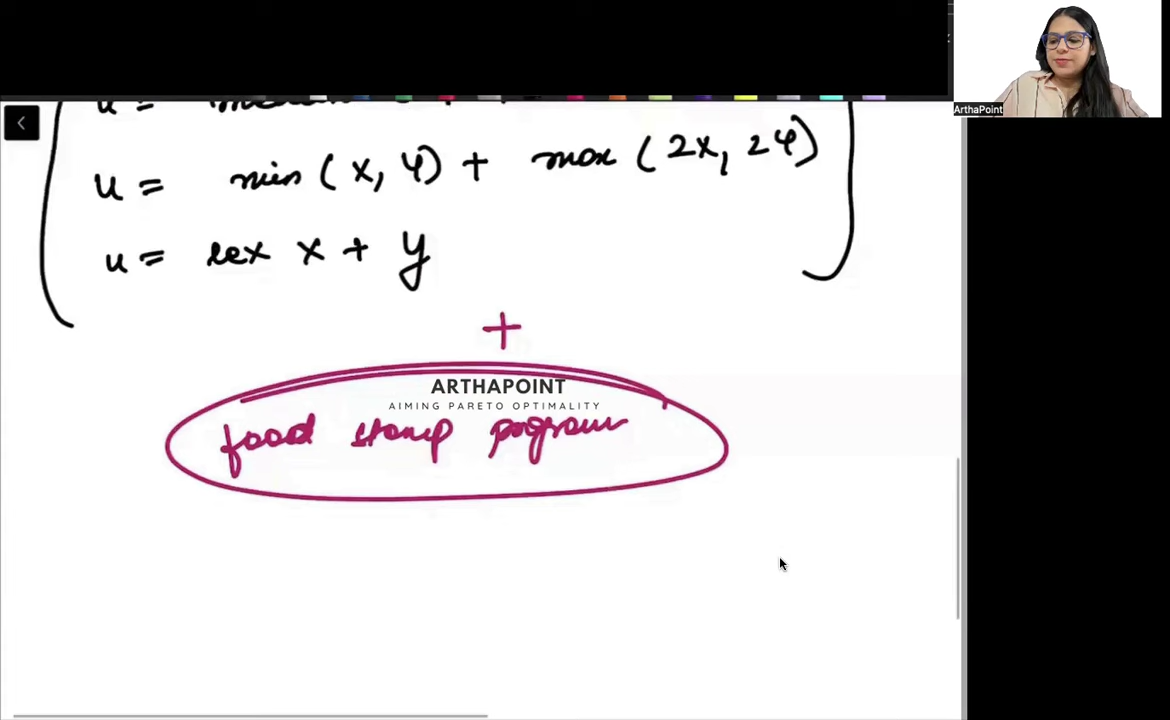 ArthaPoint
u =
u = min (x, y) + max (2x, 2y)
u = lex x + y
+
ARTHAPOINT
AIMING PARETO OPTIMALITY
food stamp program